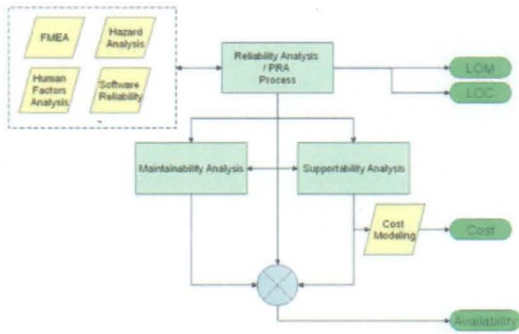 FMEA
Hazard
Analysis
Human
Factors
Analysis
Software
Reliability
Reliability Analysis
/ PRA
Process
LOM
LOC
Maintainability Analysis
Supportability Analysis
Cost
Modeling
Cost
Availability